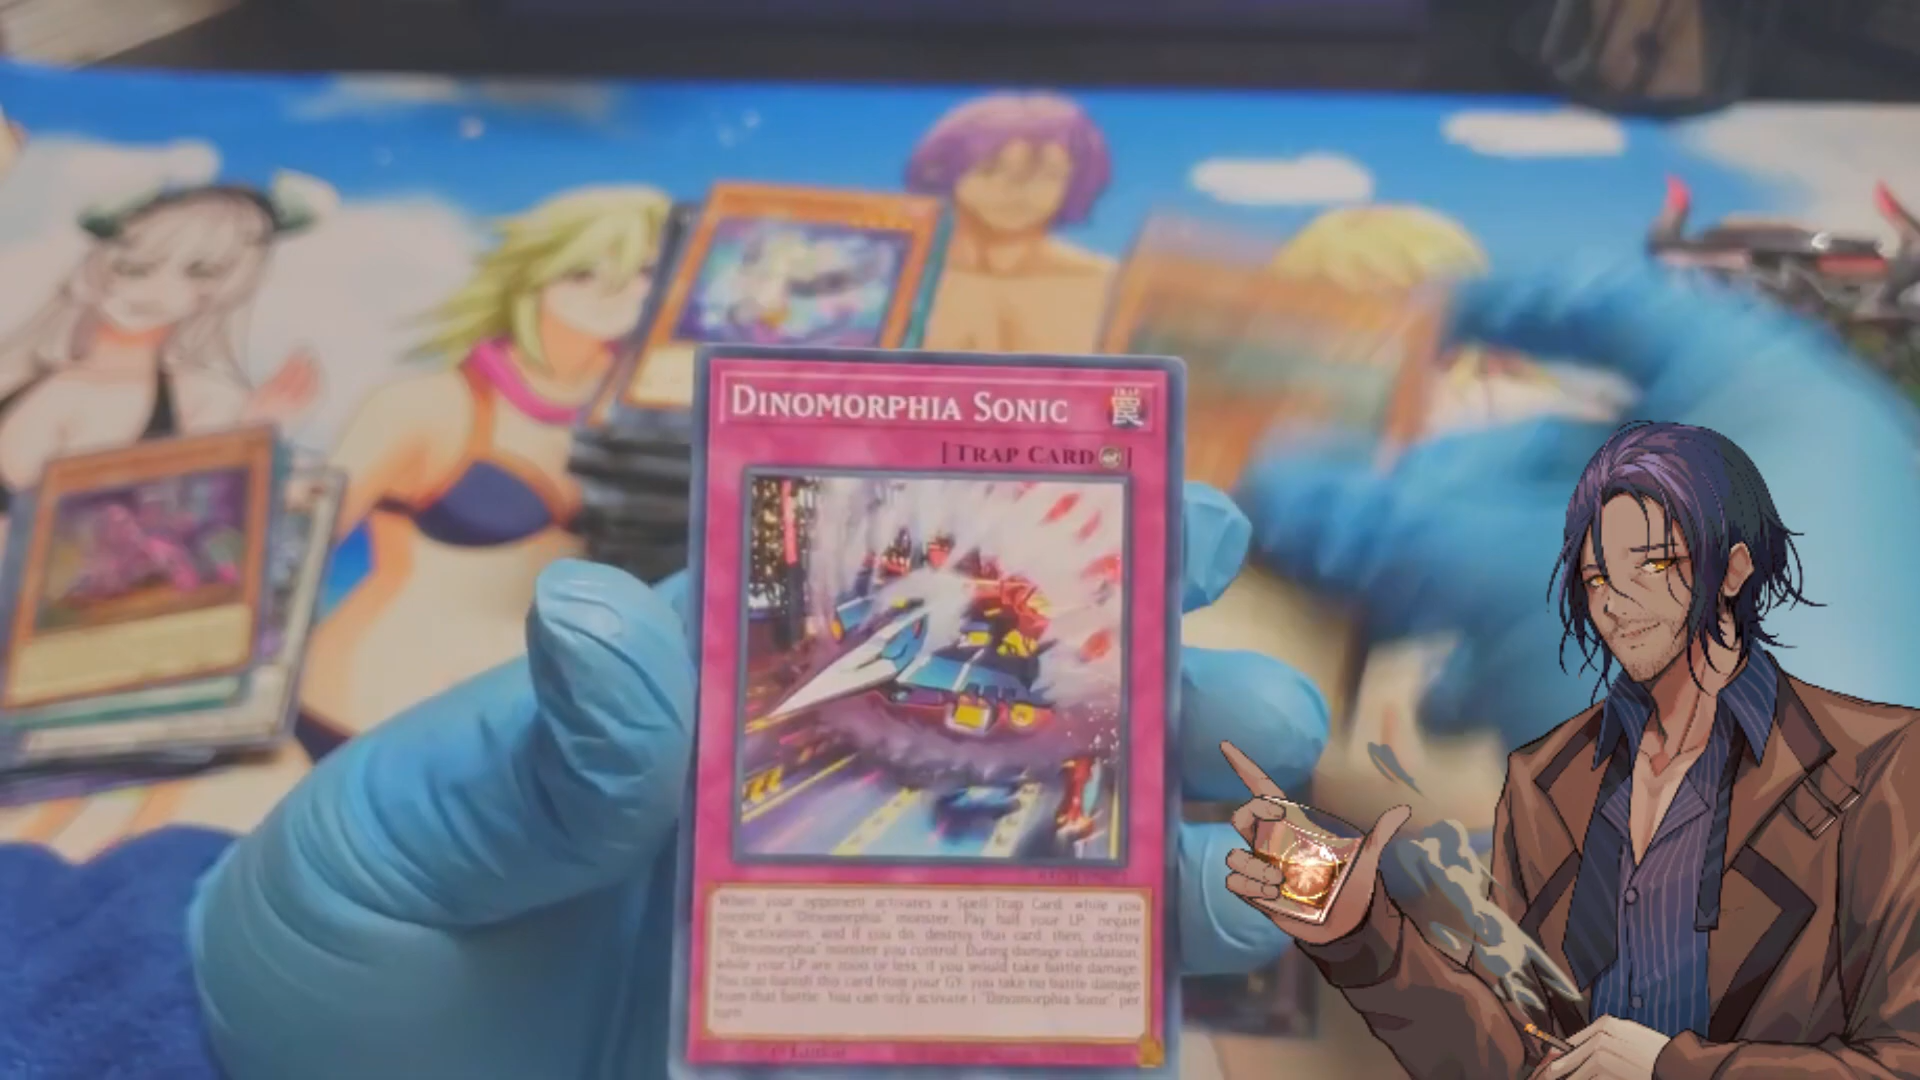 DINOMORPHIA SONIC
罠
[TRAP CARD ]
When your opponent activates a Spell/Trap Card, while you
control a "Dinomorphia" monster: Pay half your LP; negate
the activation, and if you do, destroy that card, then, destroy
1 "Dinomorphia" monster you control. During damage calculation,
while your LP are 2000 or less, if you would take battle damage:
You can banish this card from your GY; you take no battle damage
from that battle. You can only activate 1 "Dinomorphia Sonic" per
turn.
1st Edition